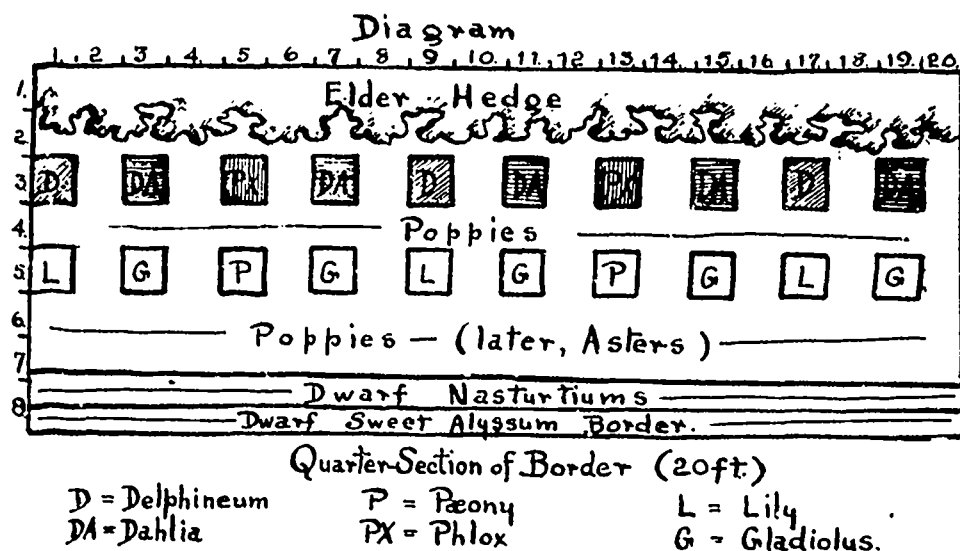 Diagram
1. 2 3 4 5 6 7 8 9 10. 11. 12 13 14. 15 16 17 18. 19. 20.
1. Elder Hedge
2.
3. D DA PX DA D DA PX DA D DA
4. Poppies
5. L G P G L G P G L G
6. Poppies — (later, Asters)
7
8. Dwarf Nasturtiums
Dwarf Sweet Alyssum Border.
Quarter-Section of Border (20ft.)
D = Delphineum P = Pæony L = Lily
DA = Dahlia PX = Phlox G = Gladiolus.